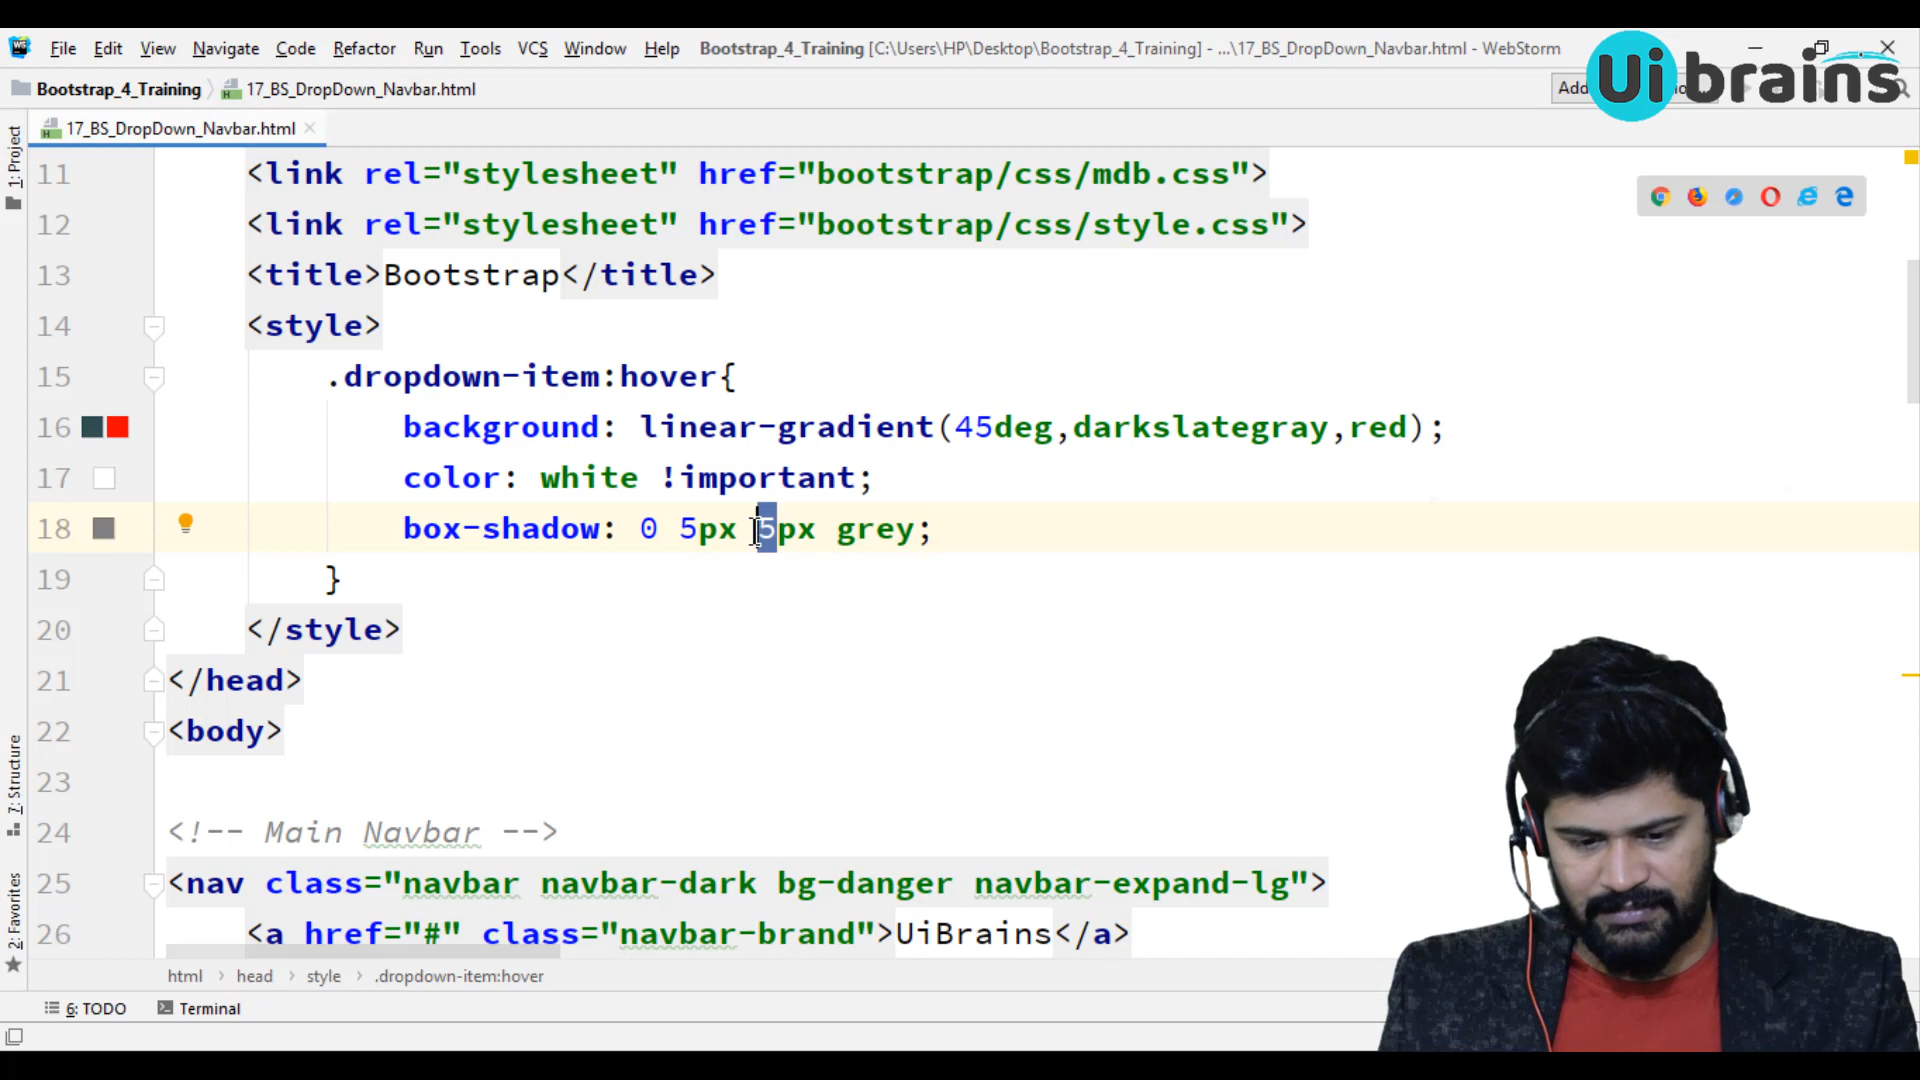 File Edit View Navigate Code Refactor Run Tools VCS Window Help Bootstrap_4_Training [C:\Users\HP\Desktop\Bootstrap_4_Training] - ...\17_BS_DropDown_Navbar.html - WebStorm
Bootstrap_4_Training 17_BS_DropDown_Navbar.html Add
Ui brains
17_BS_DropDown_Navbar.html
1: Project
11 <link rel="stylesheet" href="bootstrap/css/mdb.css">
12 <link rel="stylesheet" href="bootstrap/css/style.css">
13 <title>Bootstrap</title>
14 <style>
15 .dropdown-item:hover{
16 background: linear-gradient(45deg,darkslategray,red);
17 color: white !important;
18 box-shadow: 0 5px 5px grey;
19 }
20 </style>
21 </head>
22 <body>
23
24 <!-- Main Navbar -->
25 <nav class="navbar navbar-dark bg-danger navbar-expand-lg">
26 <a href="#" class="navbar-brand">UiBrains</a>
7: Structure
2: Favorites
html head style .dropdown-item:hover
6: TODO Terminal